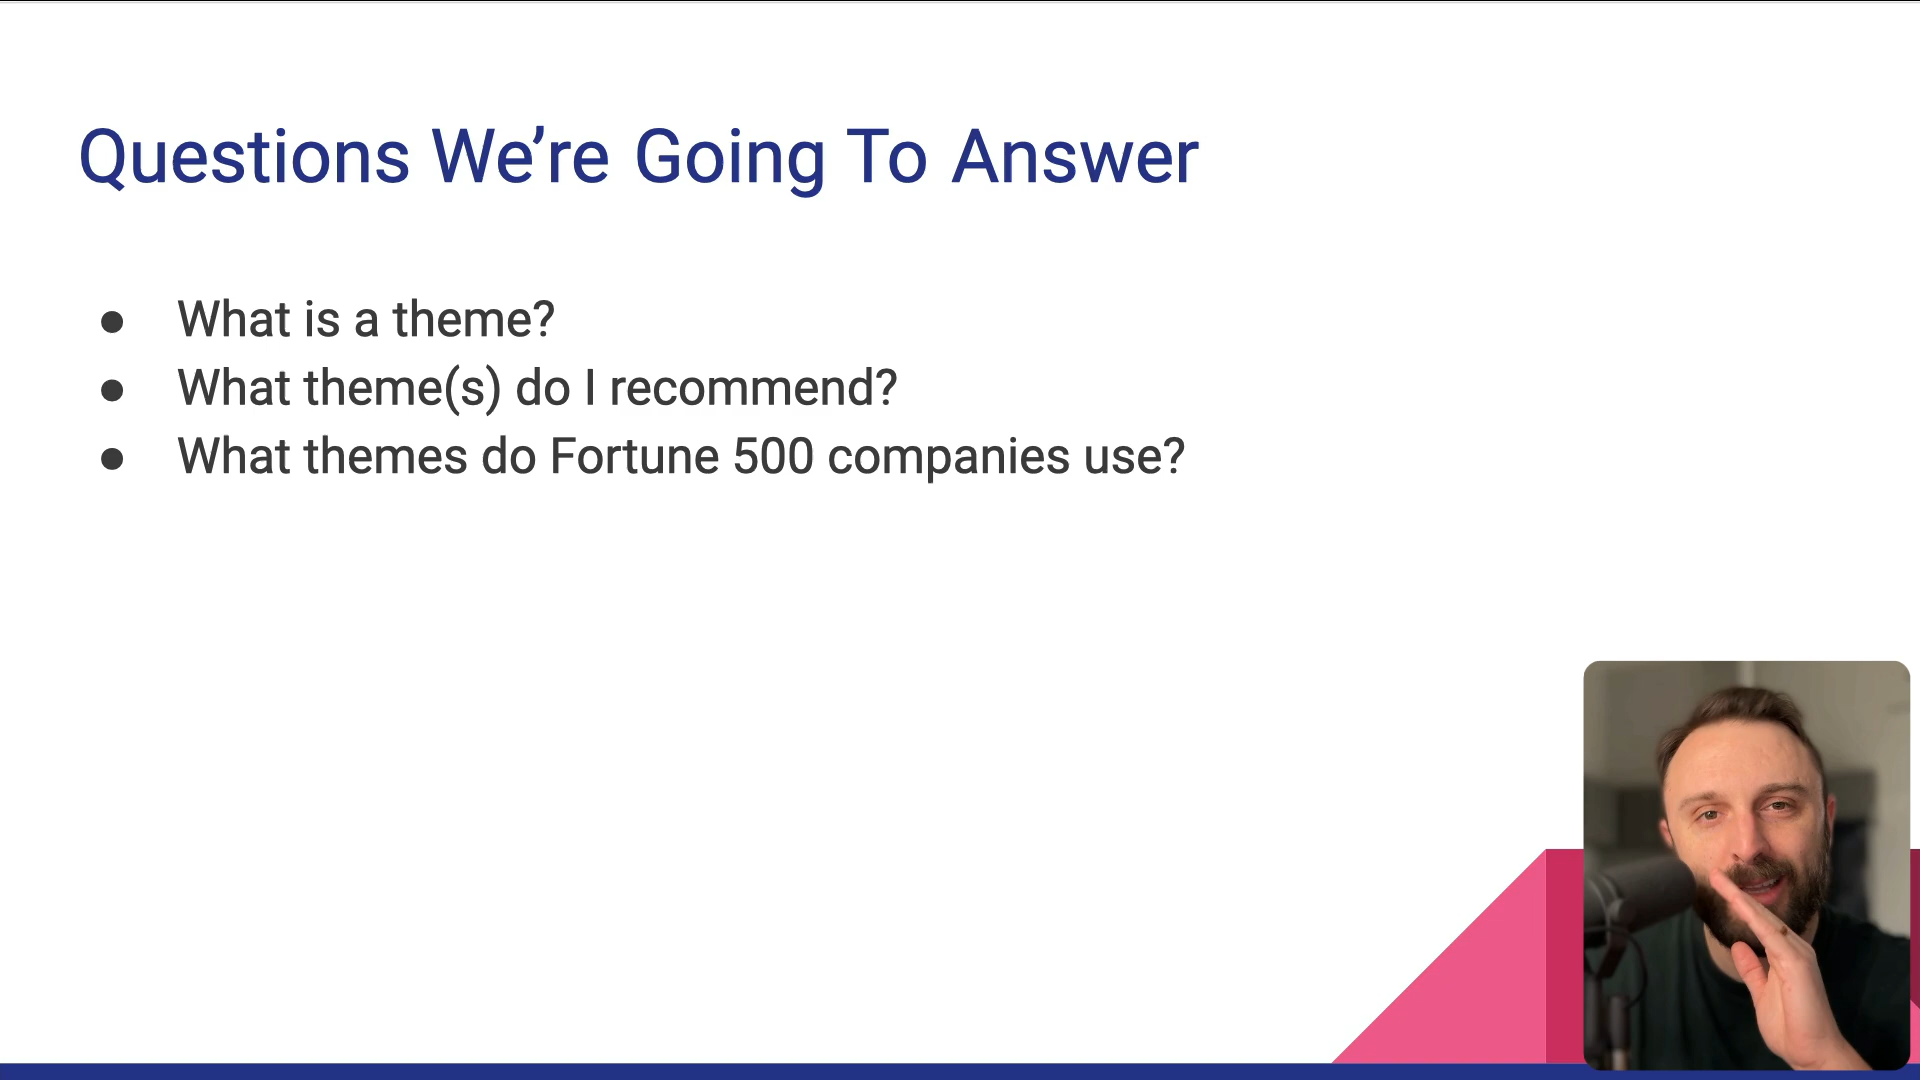 Questions We’re Going To Answer
● What is a theme?
● What theme(s) do I recommend?
● What themes do Fortune 500 companies use?